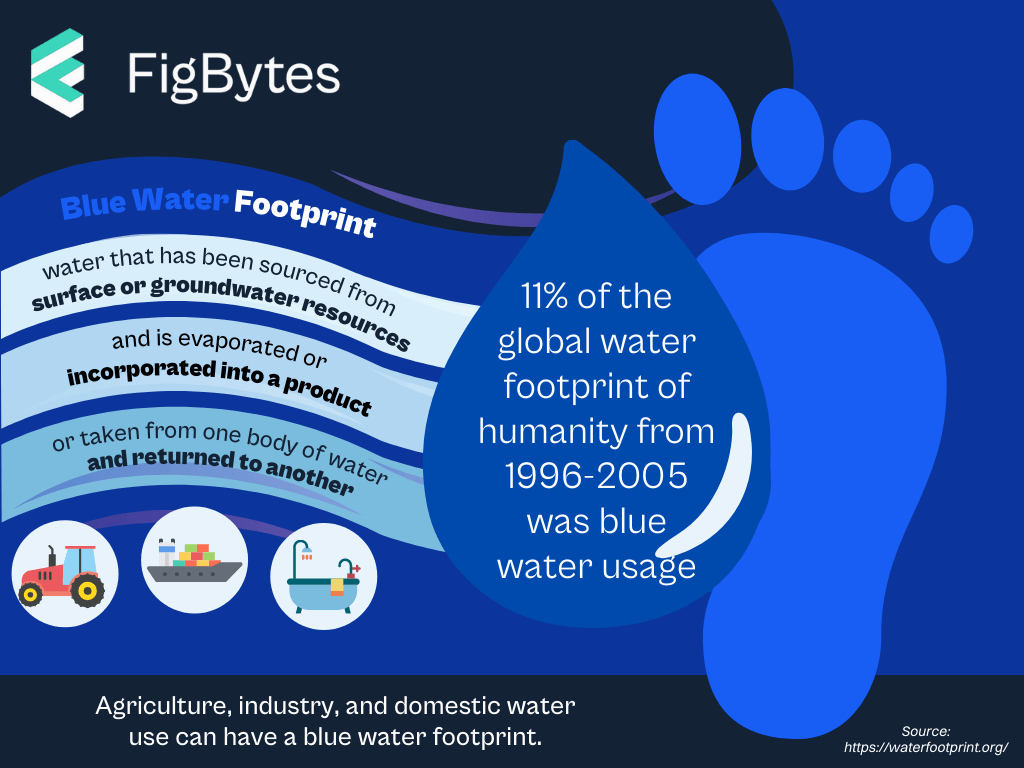 FigBytes
Blue Water Footprint
water that has been sourced from
surface or groundwater resources
and is evaporated or
incorporated into a product
or taken from one body of water
and returned to another
11% of the
global water
footprint of
humanity from
1996-2005
was blue
water usage
Agriculture, industry, and domestic water
use can have a blue water footprint.
Source:
https://waterfootprint.org/